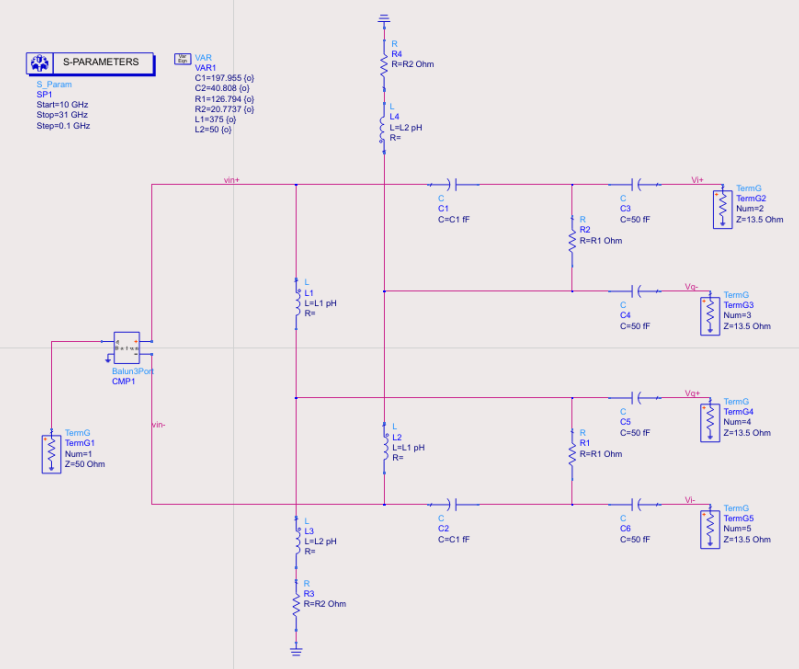 S-PARAMETERS
S_Param
SP1
Start=10 GHz
Stop=31 GHz
Step=0.1 GHz
Var
Eqn
VAR
VAR1
C1=197.955 {o}
C2=40.808 {o}
R1=126.794 {o}
R2=20.7737 {o}
L1=375 {o}
L2=50 {o}
R
R4
R=R2 Ohm
L
L4
L=L2 pH
R=
vin+
C
C1
C=C1 fF
C
C3
C=50 fF
Vi+
TermG
TermG2
Num=2
Z=13.5 Ohm
R
R2
R=R1 Ohm
L
L1
L=L1 pH
R=
C
C4
C=50 fF
Vq-
TermG
TermG3
Num=3
Z=13.5 Ohm
Balun3Port
CMP1
vin-
TermG
TermG1
Num=1
Z=50 Ohm
L
L2
L=L1 pH
R=
R
R1
R=R1 Ohm
C
C5
C=50 fF
Vq+
TermG
TermG4
Num=4
Z=13.5 Ohm
C
C2
C=C1 fF
C
C6
C=50 fF
Vi-
TermG
TermG5
Num=5
Z=13.5 Ohm
L
L3
L=L2 pH
R=
R
R3
R=R2 Ohm